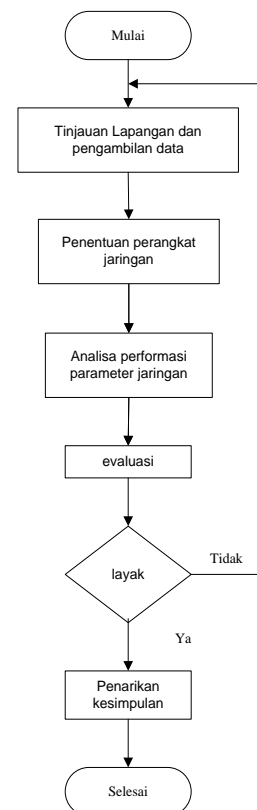 Mulai
Tinjauan Lapangan dan
pengambilan data
Penentuan perangkat
jaringan
Analisa performasi
parameter jaringan
evaluasi
layak
Tidak
Ya
Penarikan
kesimpulan
Selesai